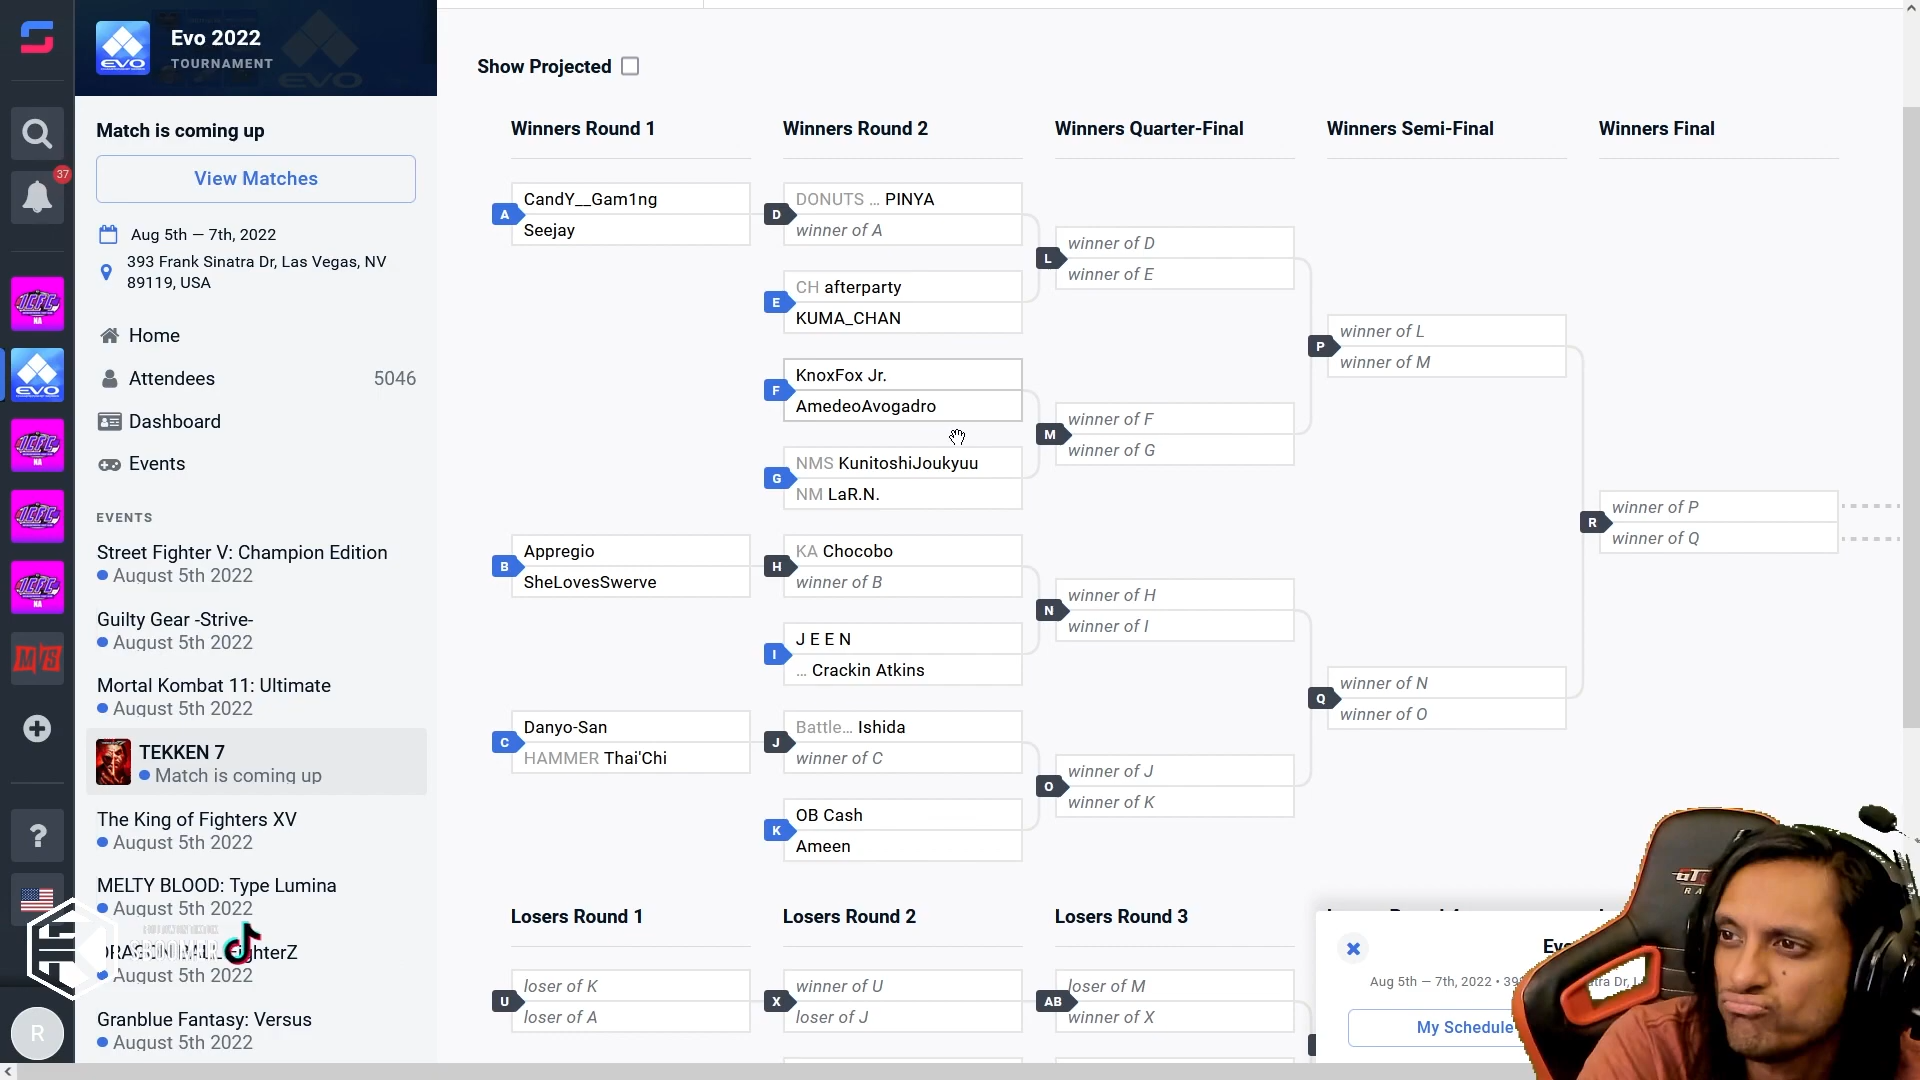 Evo 2022
TOURNAMENT
EVO
EVO
37
Match is coming up
View Matches
Aug 5th — 7th, 2022
393 Frank Sinatra Dr, Las Vegas, NV
89119, USA
Home
Attendees 5046
Dashboard
Events
EVENTS
Street Fighter V: Champion Edition
August 5th 2022
Guilty Gear -Strive-
August 5th 2022
Mortal Kombat 11: Ultimate
August 5th 2022
TEKKEN 7
Match is coming up
The King of Fighters XV
August 5th 2022
MELTY BLOOD: Type Lumina
August 5th 2022
August 5th 2022
Granblue Fantasy: Versus
August 5th 2022
EVO
NA
NA
?
R
Show Projected
Winners Round 1
A
CandY__Gam1ng
Seejay
B
Appregio
SheLovesSwerve
C
Danyo-San
HAMMER Thai'Chi
Winners Round 2
D
DONUTS ... PINYA
winner of A
E
CH afterparty
KUMA_CHAN
F
KnoxFox Jr.
AmedeoAvogadro
G
NMS KunitoshiJoukyuu
NM LaR.N.
H
KA Chocobo
winner of B
I
J E E N
... Crackin Atkins
J
Battle... Ishida
winner of C
K
OB Cash
Ameen
Winners Quarter-Final
L
winner of D
winner of E
M
winner of F
winner of G
N
winner of H
winner of I
O
winner of J
winner of K
Winners Semi-Final
P
winner of L
winner of M
Q
winner of N
winner of O
Winners Final
R
winner of P
winner of Q
Losers Round 1
U
loser of K
loser of A
Losers Round 2
X
winner of U
loser of J
Losers Round 3
AB
loser of M
winner of X
Aug 5th — 7th, 2022 •
My Schedule